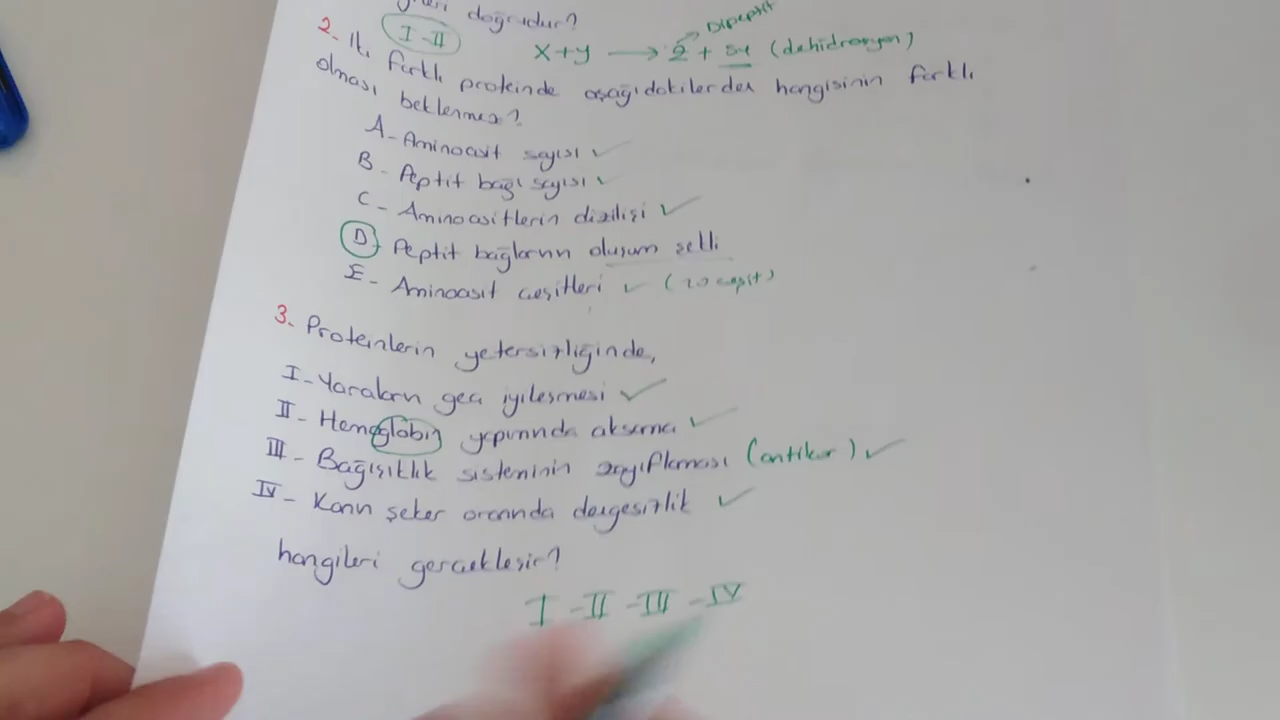 doğrudur?
I-II
Dipeptit
X+y → 2 + sy (dehidrasyon)
2- İki farklı proteinde aşağıdakilerden hangisinin farklı
olması beklenmez?
A- Aminoasit sayısı ✓
B- Peptit bağı sayısı ✓
C- Aminoasitlerin dizilişi ✓
D- Peptit bağlarının oluşum şekli
E- Aminoasit çeşitleri ✓ (20 çeşit)
3- Proteinlerin yetersizliğinde,
I- Yaraların geç iyileşmesi ✓
II- Hemoglobin yapımında aksama ✓
III- Bağışıklık sisteminin zayıflaması (antikor) ✓
IV- Kanın şeker oranında dengesizlik ✓
hangileri gerçekleşir?
I -II -III -IV